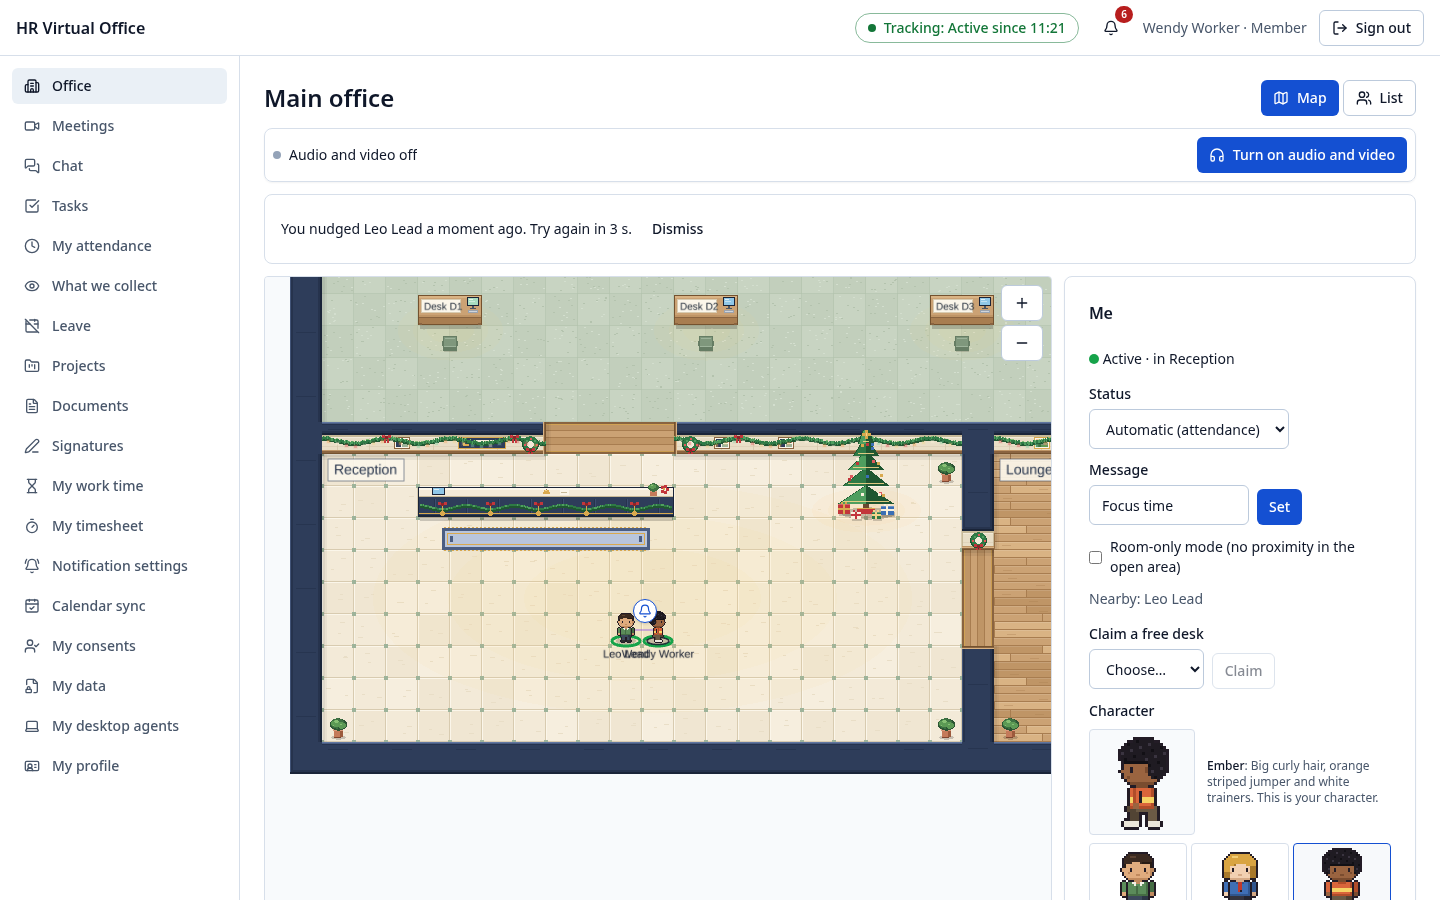 HR Virtual Office
Tracking: Active since 11:21
6
Wendy Worker · Member
Sign out
Office
Meetings
Chat
Tasks
My attendance
What we collect
Leave
Projects
Documents
Signatures
My work time
My timesheet
Notification settings
Calendar sync
My consents
My data
My desktop agents
My profile
Main office
Map
List
Audio and video off
Turn on audio and video
You nudged Leo Lead a moment ago. Try again in 3 s.
Dismiss
Desk D1
Desk D2
Desk D3
+
−
Reception
Lounge
Leo Lead
Wendy Worker
Me
Active · in Reception
Status
Automatic (attendance)
Message
Focus time
Set
Room-only mode (no proximity in the
open area)
Nearby: Leo Lead
Claim a free desk
Choose...
Claim
Character
Ember: Big curly hair, orange
striped jumper and white
trainers. This is your character.